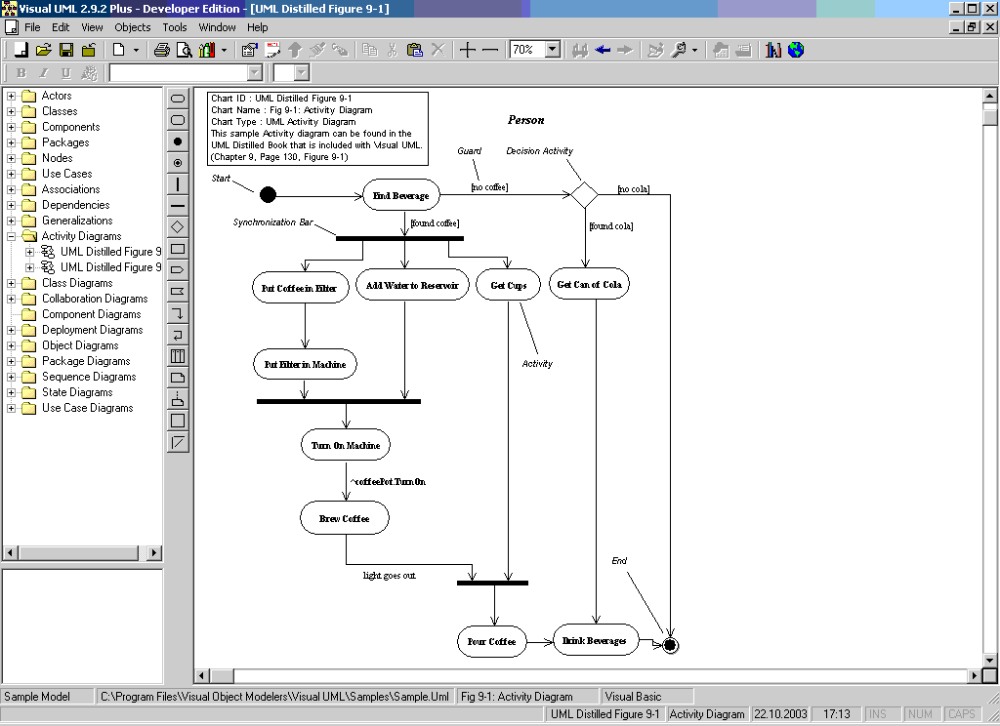 Visual UML 2.9.2 Plus - Developer Edition - [UML Distilled Figure 9-1]
File Edit View Objects Tools Window Help
70%
B I U
Actors
Classes
Components
Packages
Nodes
Use Cases
Associations
Dependencies
Generalizations
Activity Diagrams
UML Distilled Figure 9
UML Distilled Figure 9
Class Diagrams
Collaboration Diagrams
Component Diagrams
Deployment Diagrams
Object Diagrams
Package Diagrams
Sequence Diagrams
State Diagrams
Use Case Diagrams
Chart ID : UML Distilled Figure 9-1
Chart Name : Fig 9-1: Activity Diagram
Chart Type : UML Activity Diagram
This sample Activity diagram can be found in the
UML Distilled Book that is included with Visual UML.
(Chapter 9, Page 130, Figure 9-1)
Person
Guard
Decision Activity
Start
[no coffee]
[no cola]
Find Beverage
Synchronization Bar
[found coffee]
[found cola]
Put Coffee in Filter
Add Water to Reservoir
Get Cups
Get Can of Cola
Put Filter in Machine
Activity
Turn On Machine
^coffeePot.TurnOn
Brew Coffee
light goes out
End
Pour Coffee
Drink Beverages
Sample Model
C:\Program Files\Visual Object Modelers\Visual UML\Samples\Sample.Uml
Fig 9-1: Activity Diagram
Visual Basic
UML Distilled Figure 9-1
Activity Diagram
22.10.2003
17:13
INS
NUM
CAPS